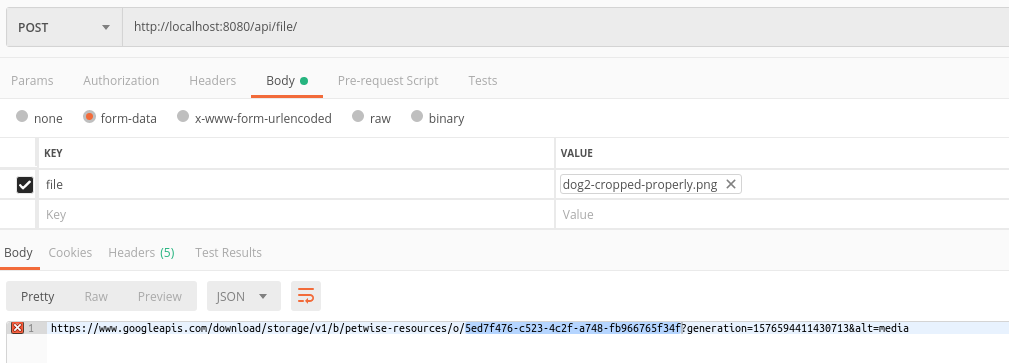 POST http://localhost:8080/api/file/
Params Authorization Headers Body Pre-request Script Tests
none form-data x-www-form-urlencoded raw binary
KEY VALUE
file dog2-cropped-properly.png
Key Value
Body Cookies Headers (5) Test Results
Pretty Raw Preview JSON
1 https://www.googleapis.com/download/storage/v1/b/petwise-resources/o/5ed7f476-c523-4c2f-a748-fb966765f34f?generation=1576594411430713&alt=media